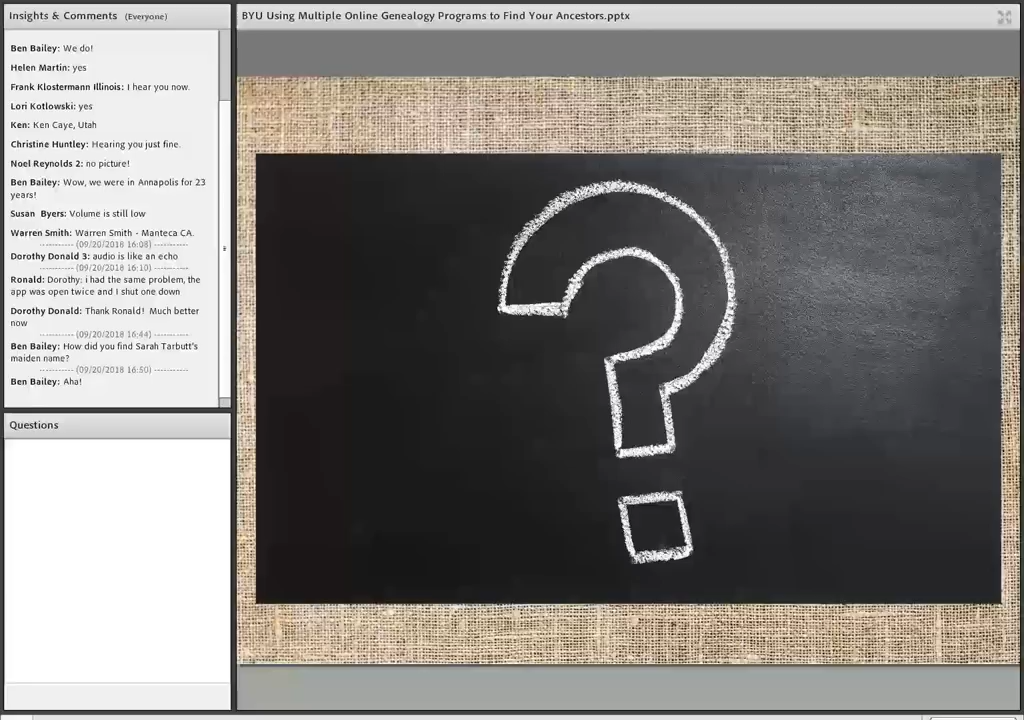 Insights & Comments (Everyone)
BYU Using Multiple Online Genealogy Programs to Find Your Ancestors.pptx
Ben Bailey: We do!
Helen Martin: yes
Frank Klostermann Illinois: I hear you now.
Lori Kotlowski: yes
Ken: Ken Caye, Utah
Christine Huntley: Hearing you just fine.
Noel Reynolds 2: no picture!
Ben Bailey: Wow, we were in Annapolis for 23
years!
Susan Byers: Volume is still low
Warren Smith: Warren Smith - Manteca CA.
----------- (09/20/2018 16:08) -----------
Dorothy Donald 3: audio is like an echo
----------- (09/20/2018 16:10) -----------
Ronald: Dorothy: i had the same problem, the
app was open twice and I shut one down
Dorothy Donald: Thank Ronald! Much better
now
----------- (09/20/2018 16:44) -----------
Ben Bailey: How did you find Sarah Tarbutt's
maiden name?
----------- (09/20/2018 16:50) -----------
Ben Bailey: Aha!
Questions
?